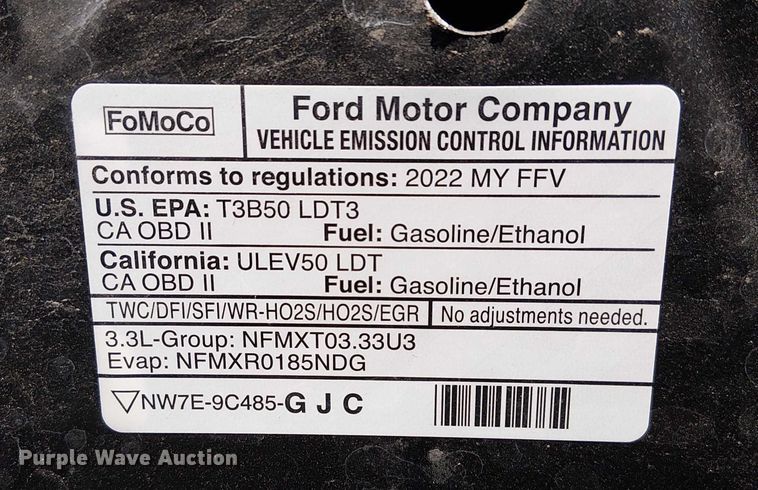 FoMoCo
Ford Motor Company
VEHICLE EMISSION CONTROL INFORMATION
Conforms to regulations: 2022 MY FFV
U.S. EPA: T3B50 LDT3
CA OBD II Fuel: Gasoline/Ethanol
California: ULEV50 LDT
CA OBD II Fuel: Gasoline/Ethanol
TWC/DFI/SFI/WR-HO2S/HO2S/EGR No adjustments needed.
3.3L-Group: NFMXT03.33U3
Evap: NFMXR0185NDG
NW7E-9C485-G J C
Purple Wave Auction